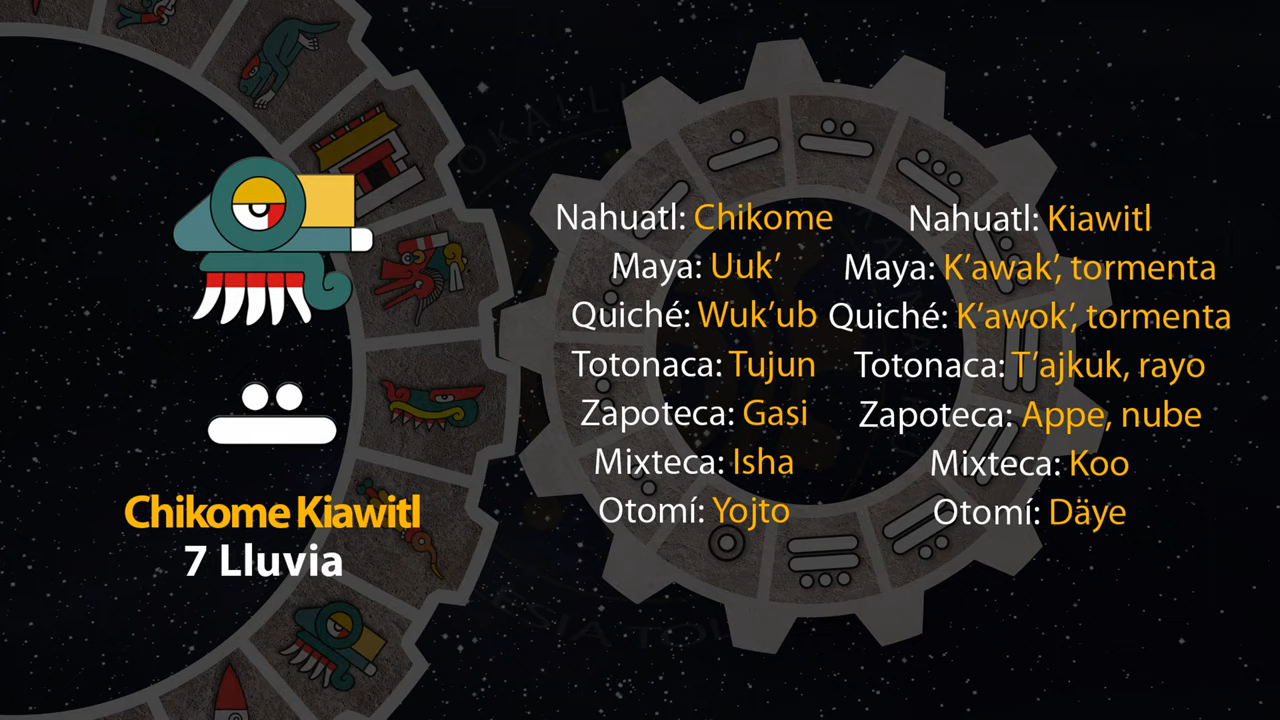 Chikome Kiawitl
7 Lluvia
Nahuatl: Chikome
Maya: Uuk’
Quiché: Wuk’ub
Totonaca: Tujun
Zapoteca: Gasi
Mixteca: Isha
Otomí: Yojto
Nahuatl: Kiawitl
Maya: K’awak’, tormenta
Quiché: K’awok’, tormenta
Totonaca: T’ajkuk, rayo
Zapoteca: Appe, nube
Mixteca: Koo
Otomí: Däye